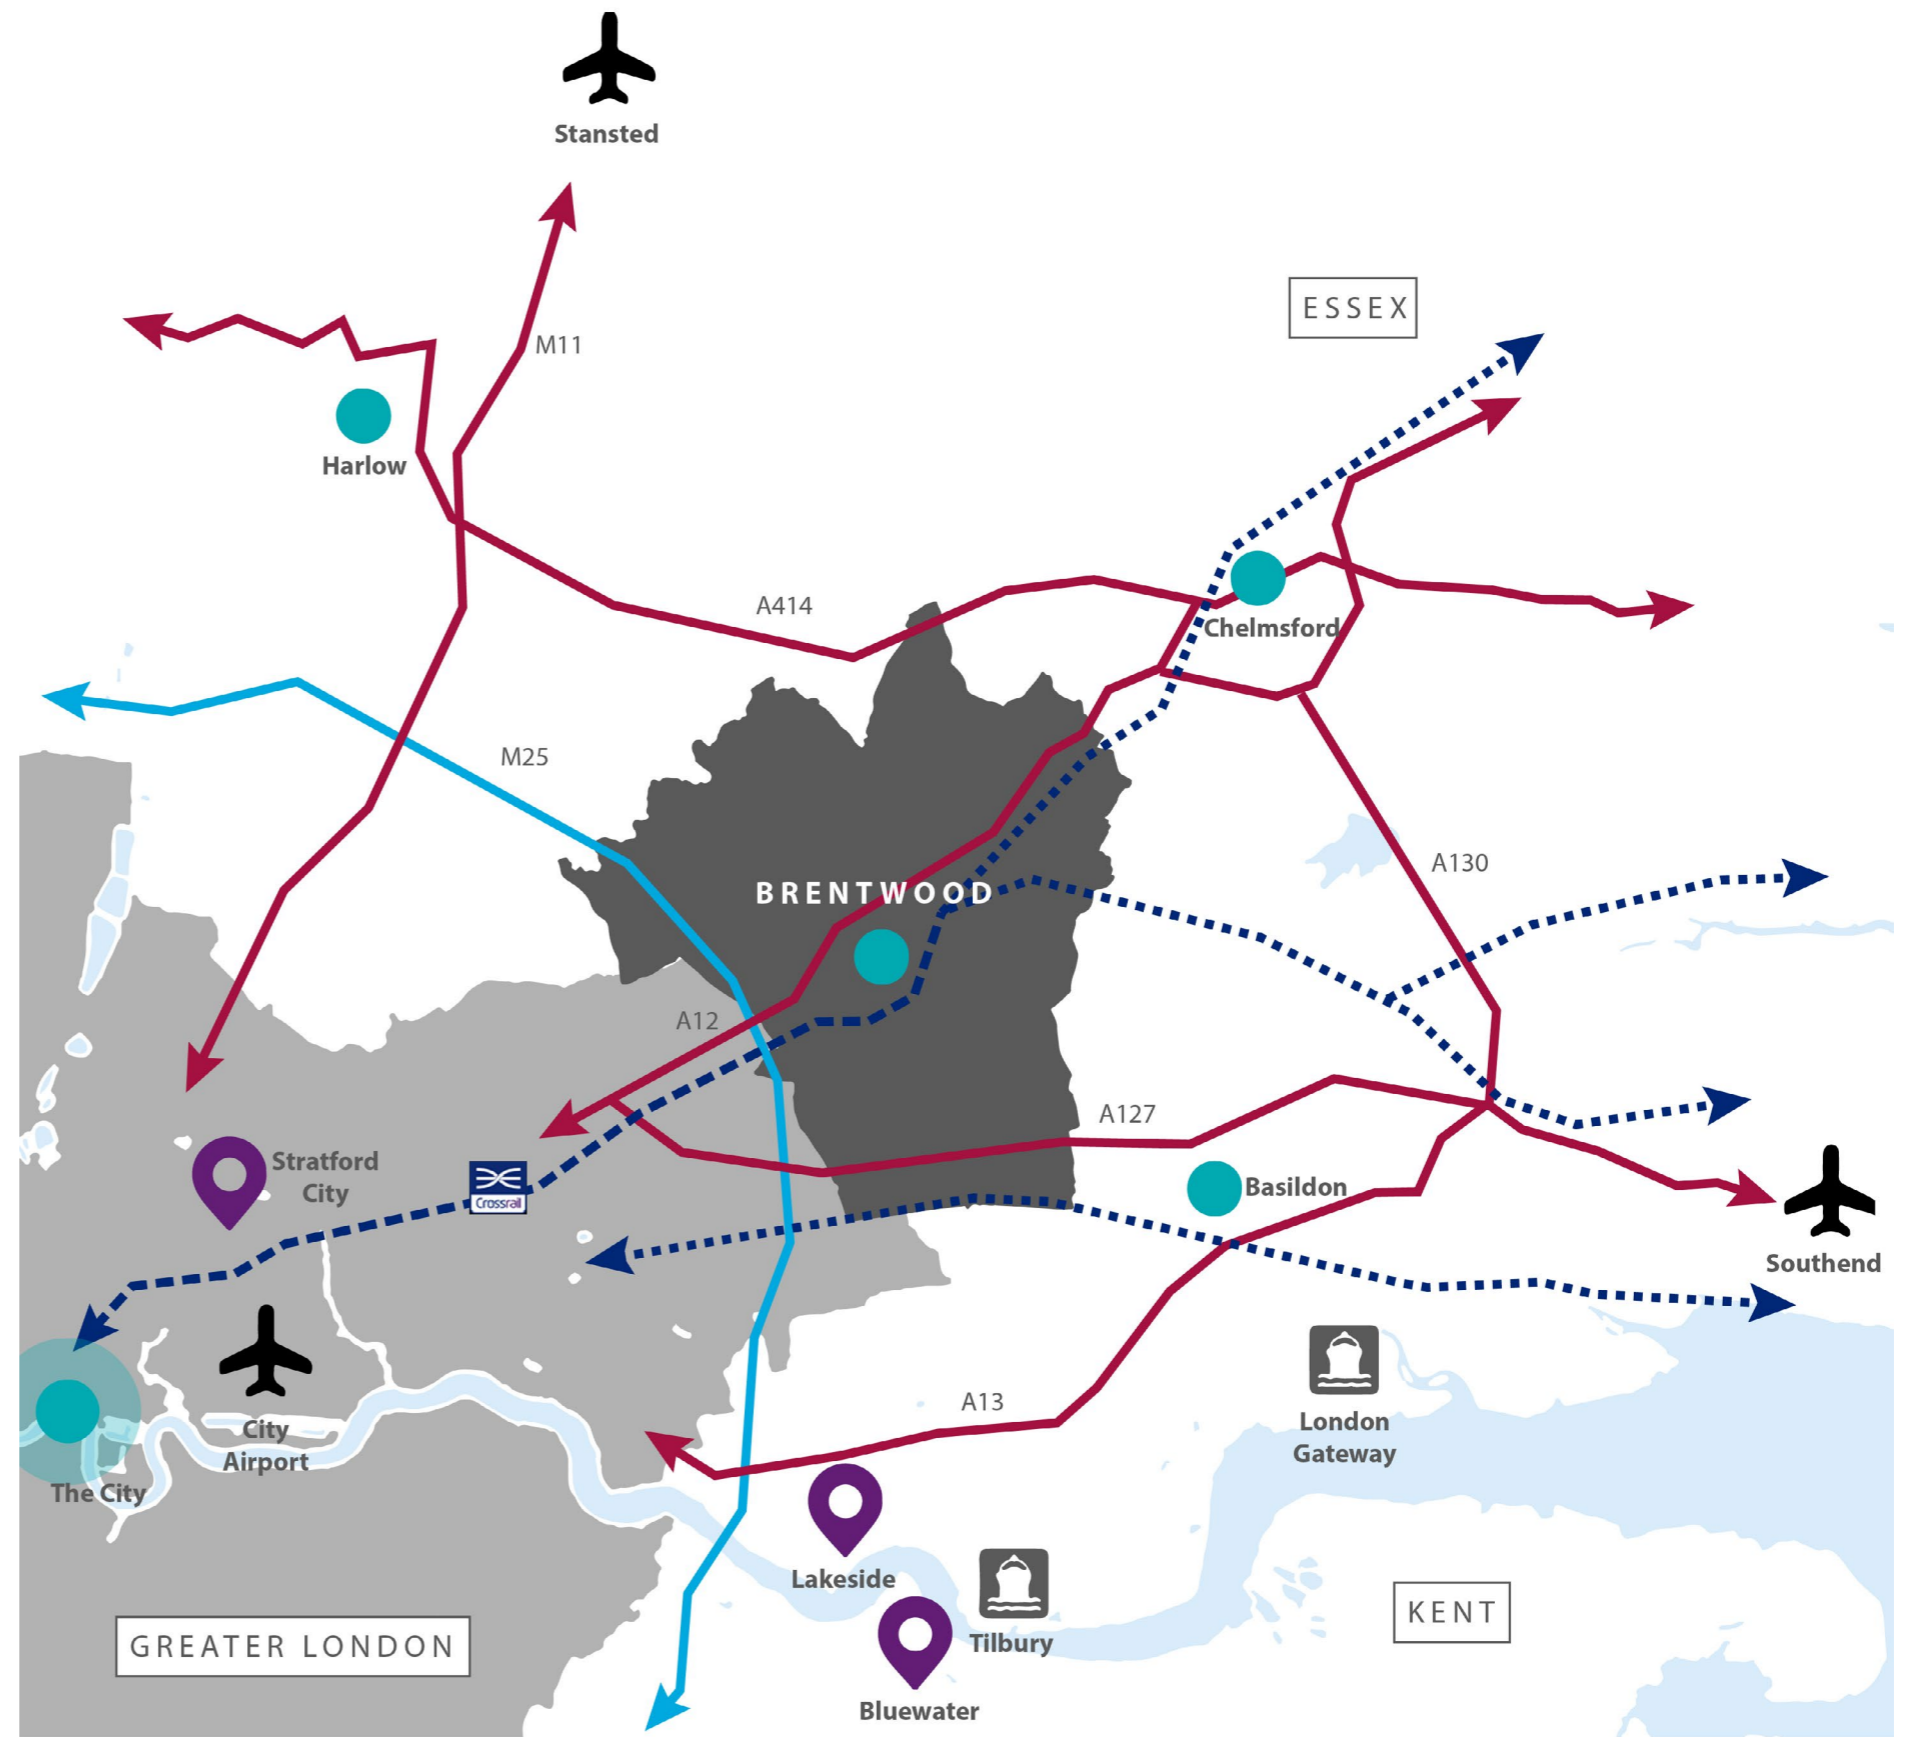 Stansted
ESSEX
M11
Harlow
A414
Chelmsford
M25
A130
BRENTWOOD
A12
A127
Stratford
City
Crossrail
Basildon
Southend
A13
City
Airport
London
Gateway
The City
Lakeside
KENT
Tilbury
GREATER LONDON
Bluewater